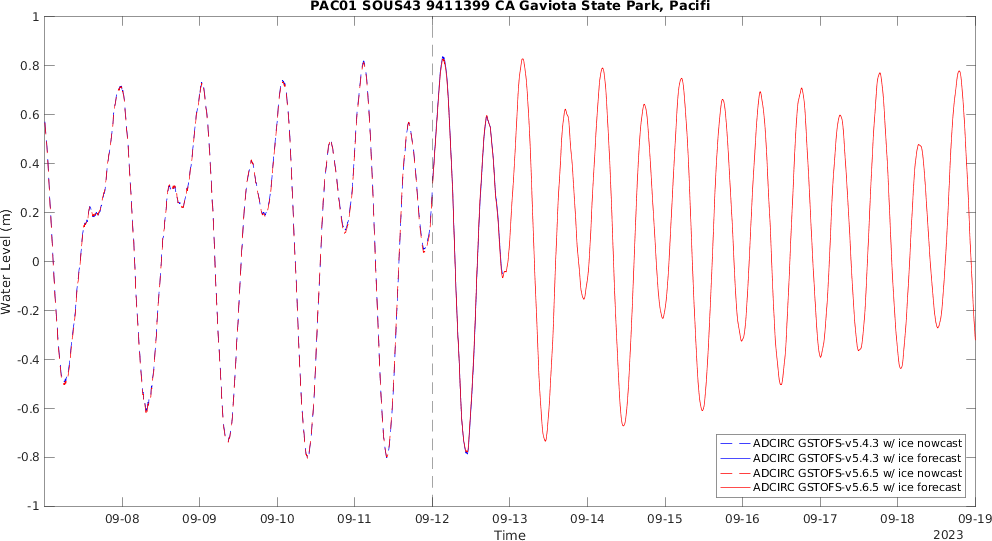 PAC01 SOUS43 9411399 CA Gaviota State Park, Pacifi
Water Level (m)
1
0.8
0.6
0.4
0.2
0
-0.2
-0.4
-0.6
-0.8
-1
ADCIRC GSTOFS-v5.4.3 w/ ice nowcast
ADCIRC GSTOFS-v5.4.3 w/ ice forecast
ADCIRC GSTOFS-v5.6.5 w/ ice nowcast
ADCIRC GSTOFS-v5.6.5 w/ ice forecast
09-08 09-09 09-10 09-11 09-12 09-13 09-14 09-15 09-16 09-17 09-18 09-19
Time
2023